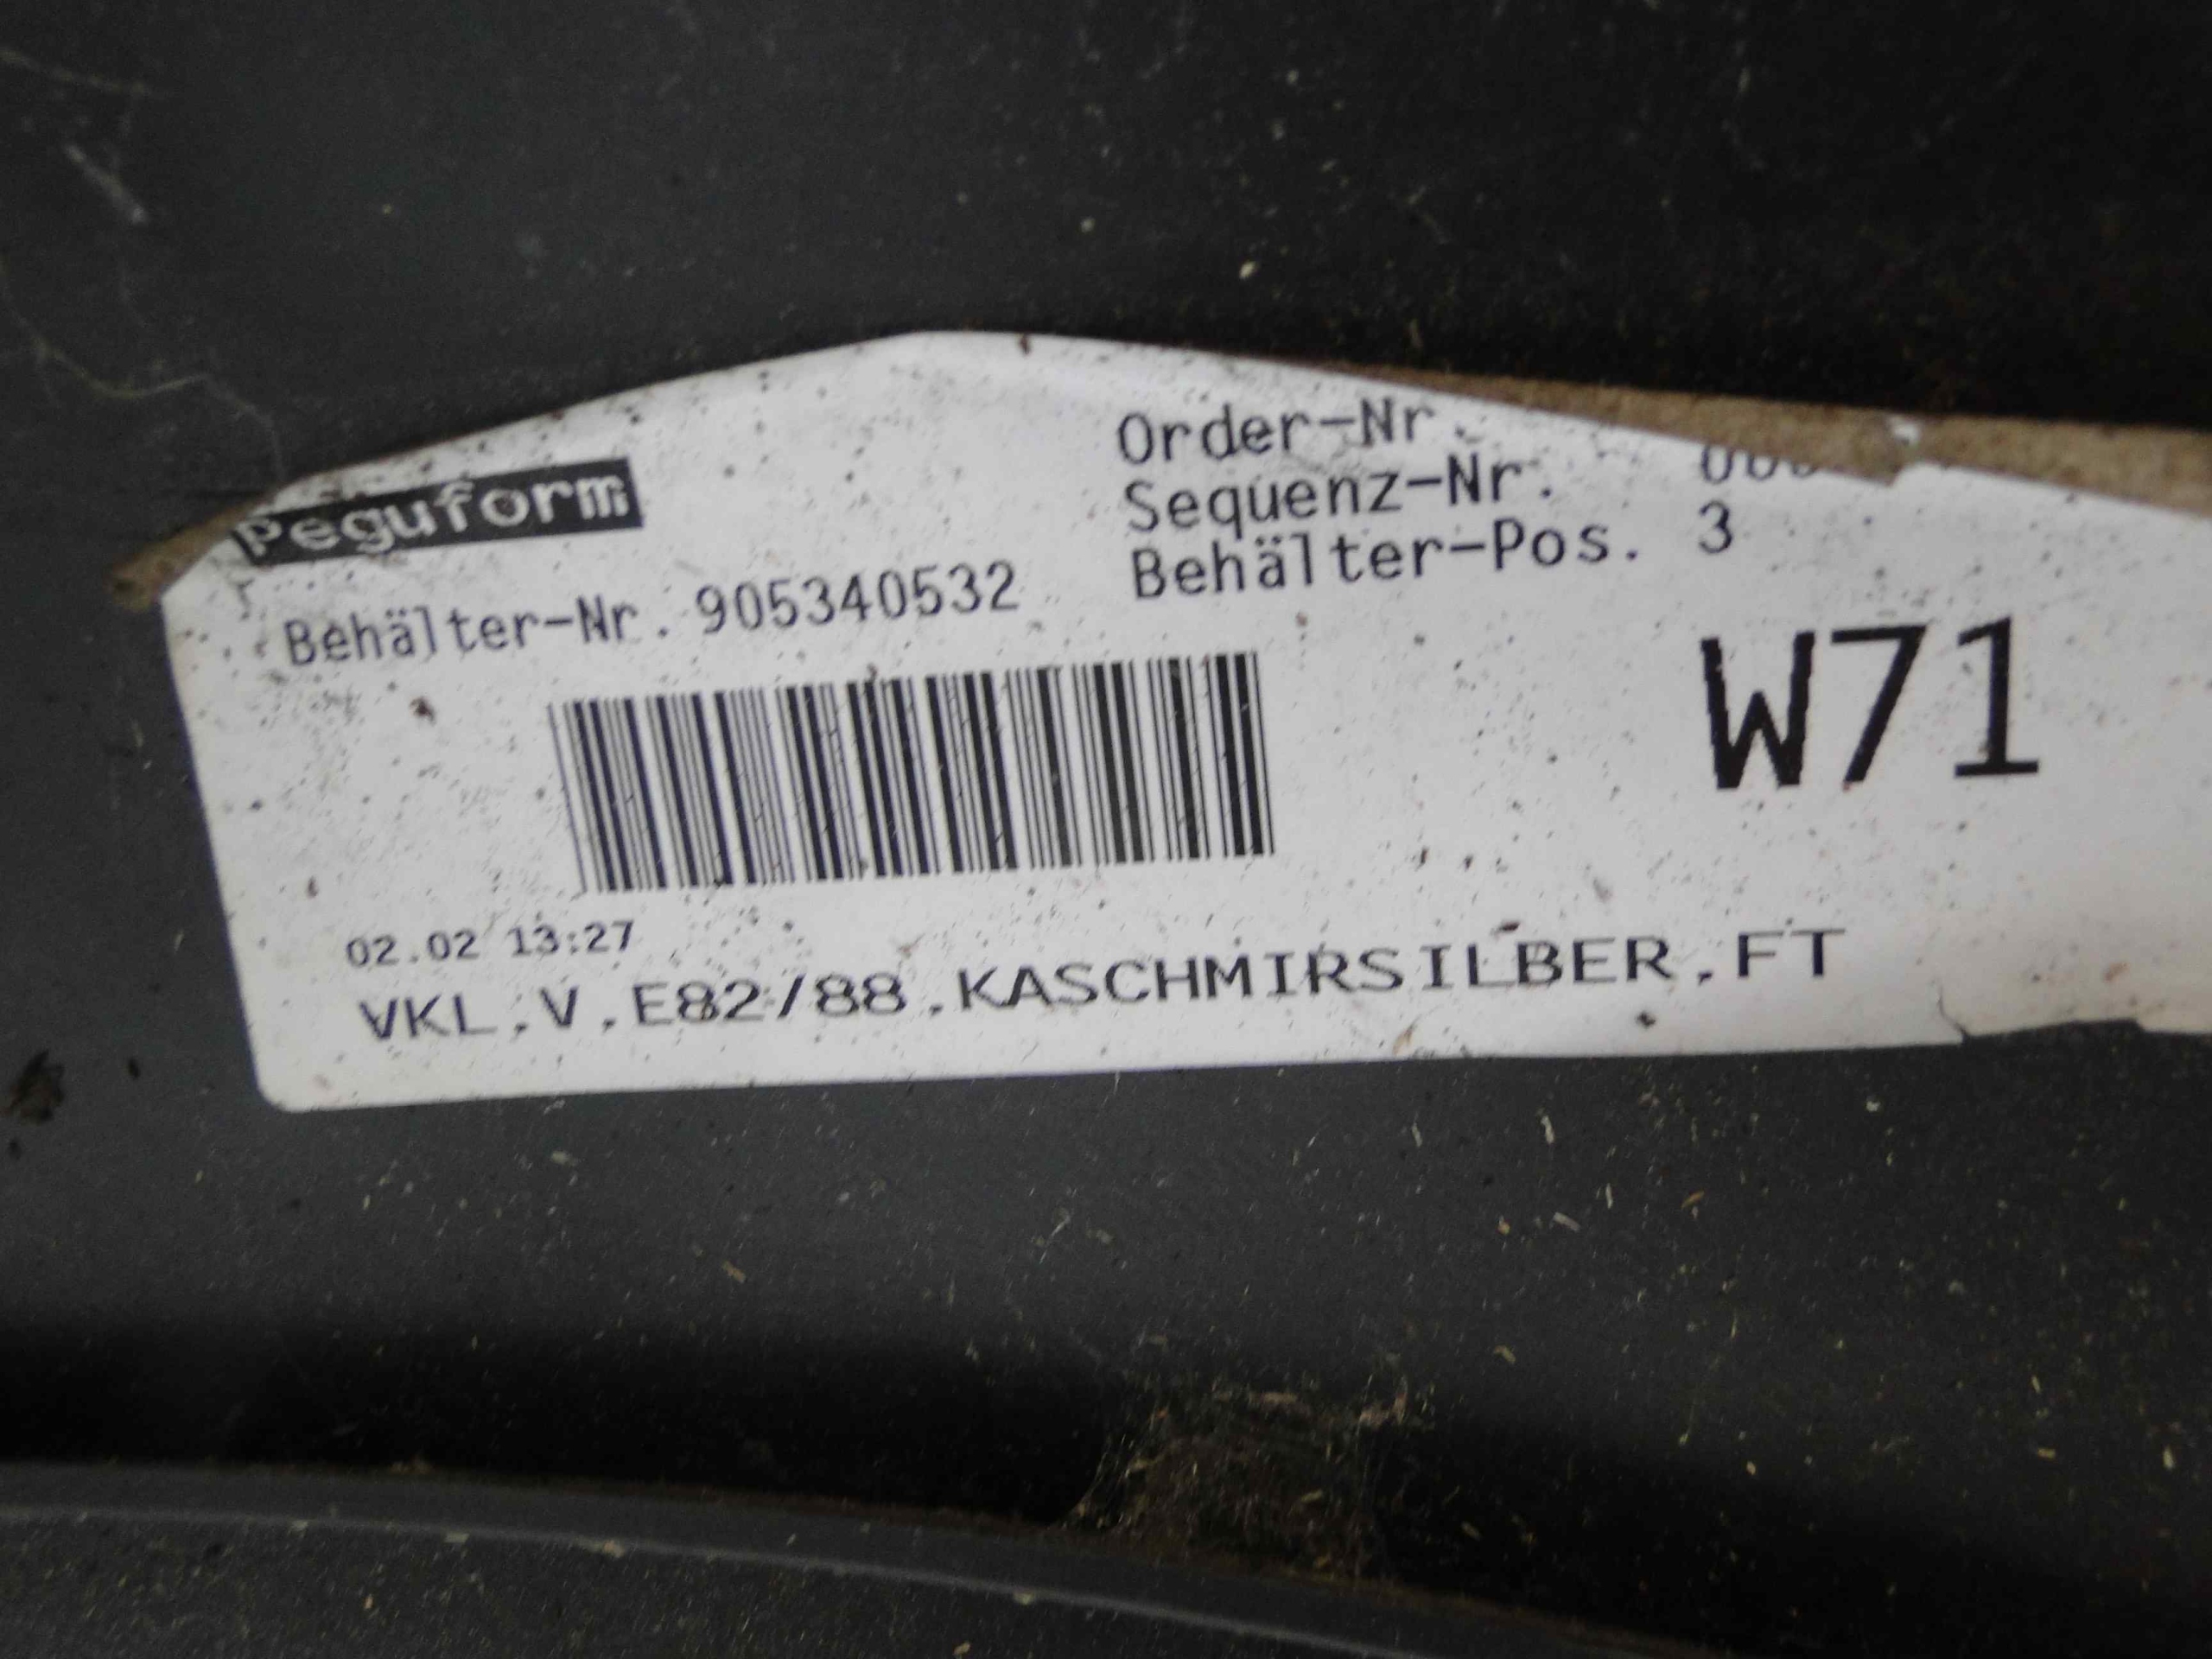 Peguform
Order-Nr.
Sequenz-Nr.
Behälter-Pos. 3
Behälter-Nr. 905340532
W71
02.02 13:27
VKL.V.E82/88.KASCHMIRSILBER.FT